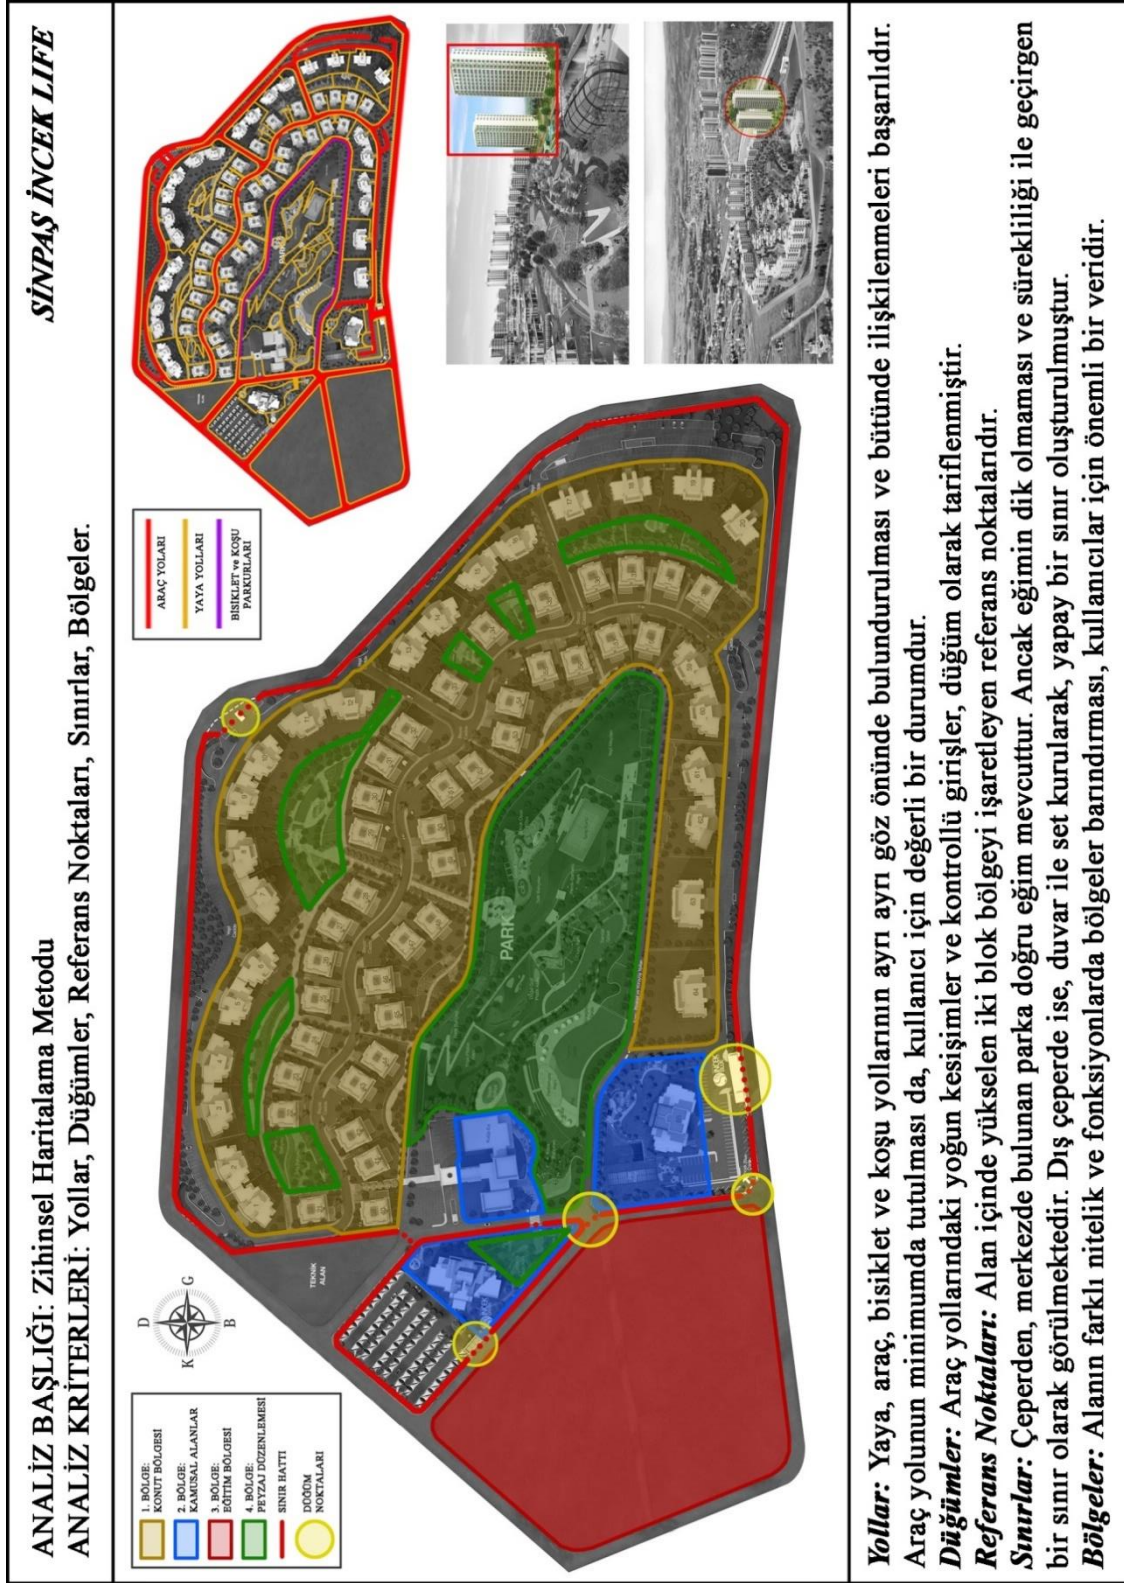 ANALİZ BAŞLIĞI: Zihinsel Haritalama Metodu
SİNPAŞ İNCEK LIFE
ANALİZ KRİTERLERİ: Yollar, Düğümler, Referans Noktaları, Sınırlar, Bölgeler.
1. BÖLGE:
KONUT BÖLGESİ
2. BÖLGE:
KAMUSAL ALANLAR
3. BÖLGE:
EĞİTİM BÖLGESİ
4. BÖLGE:
PEYZAJ DÜZENLEMESİ
SINIR HATTI
DÜĞÜM
NOKTALARI
D
K
G
B
TEKNİK
ALAN
PARK
İNCEK
ARAÇ YOLARI
YAYA YOLLARI
BİSİKLET ve KOŞU
PARKURLARI
Yollar: Yaya, araç, bisiklet ve koşu yollarının ayrı ayrı göz önünde bulundurulması ve bütünde ilişkilenmeleri başarılıdır.
Araç yolunun minimumda tutulması da, kullanıcı için değerli bir durumdur.
Düğümler: Araç yollarındaki yoğun kesişimler ve kontrollü girişler, düğüm olarak tariflenmiştir.
Referans Noktaları: Alan içinde yükselen iki blok bölgeyi işaretleyen referans noktalarıdır.
Sınırlar: Çeperden, merkezde bulunan parka doğru eğim mevcuttur. Ancak eğimin dik olmaması ve sürekliliği ile geçirgen
bir sınır olarak görülmektedir. Dış çeperde ise, duvar ile set kurularak, yapay bir sınır oluşturulmuştur.
Bölgeler: Alanın farklı nitelik ve fonksiyonlarda bölgeler barındırması, kullanıcılar için önemli bir veridir.